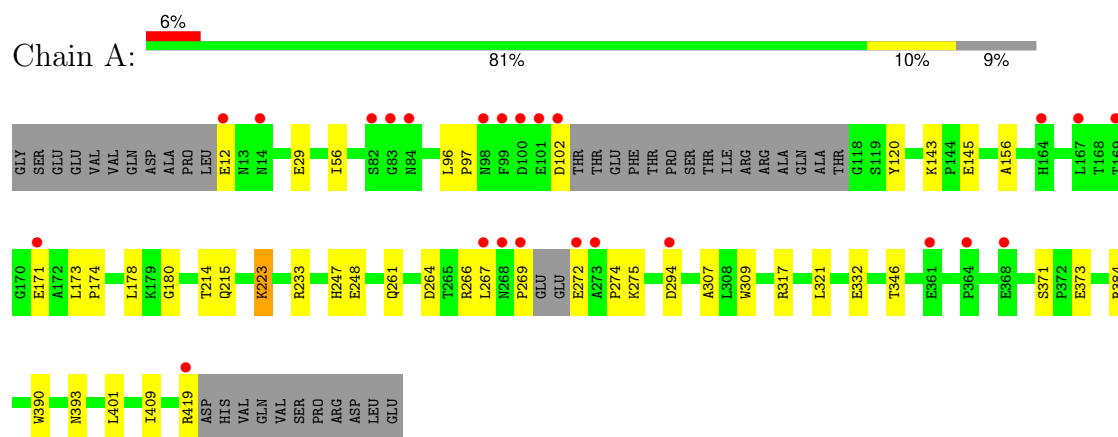 6%
Chain A:
81% 10% 9%
GLY SER GLU GLU VAL VAL GLN ASP ALA PRO LEU E12 N13 N14 E29 I56 S82 G83 N84 L96 P97 N98 F99 D100 E101 D102 THR THR GLU PHE THR PRO SER THR ILE ARG ARG ALA GLN ALA THR G118 S119 Y120 K143 P144 E145 A156 H164 L167 T168 T169
G170 E171 A172 L173 P174 L178 K179 G180 T214 Q215 K223 R233 H247 E248 Q261 D264 T265 R266 L267 N268 P269 GLU GLU E272 A273 P274 K275 D294 A307 L308 W309 R317 L321 E332 T346 E361 P364 E368 S371 P372 E373 R384
W390 N393 L401 I409 R419 ASP HIS VAL GLN VAL SER PRO ARG ASP LEU GLU